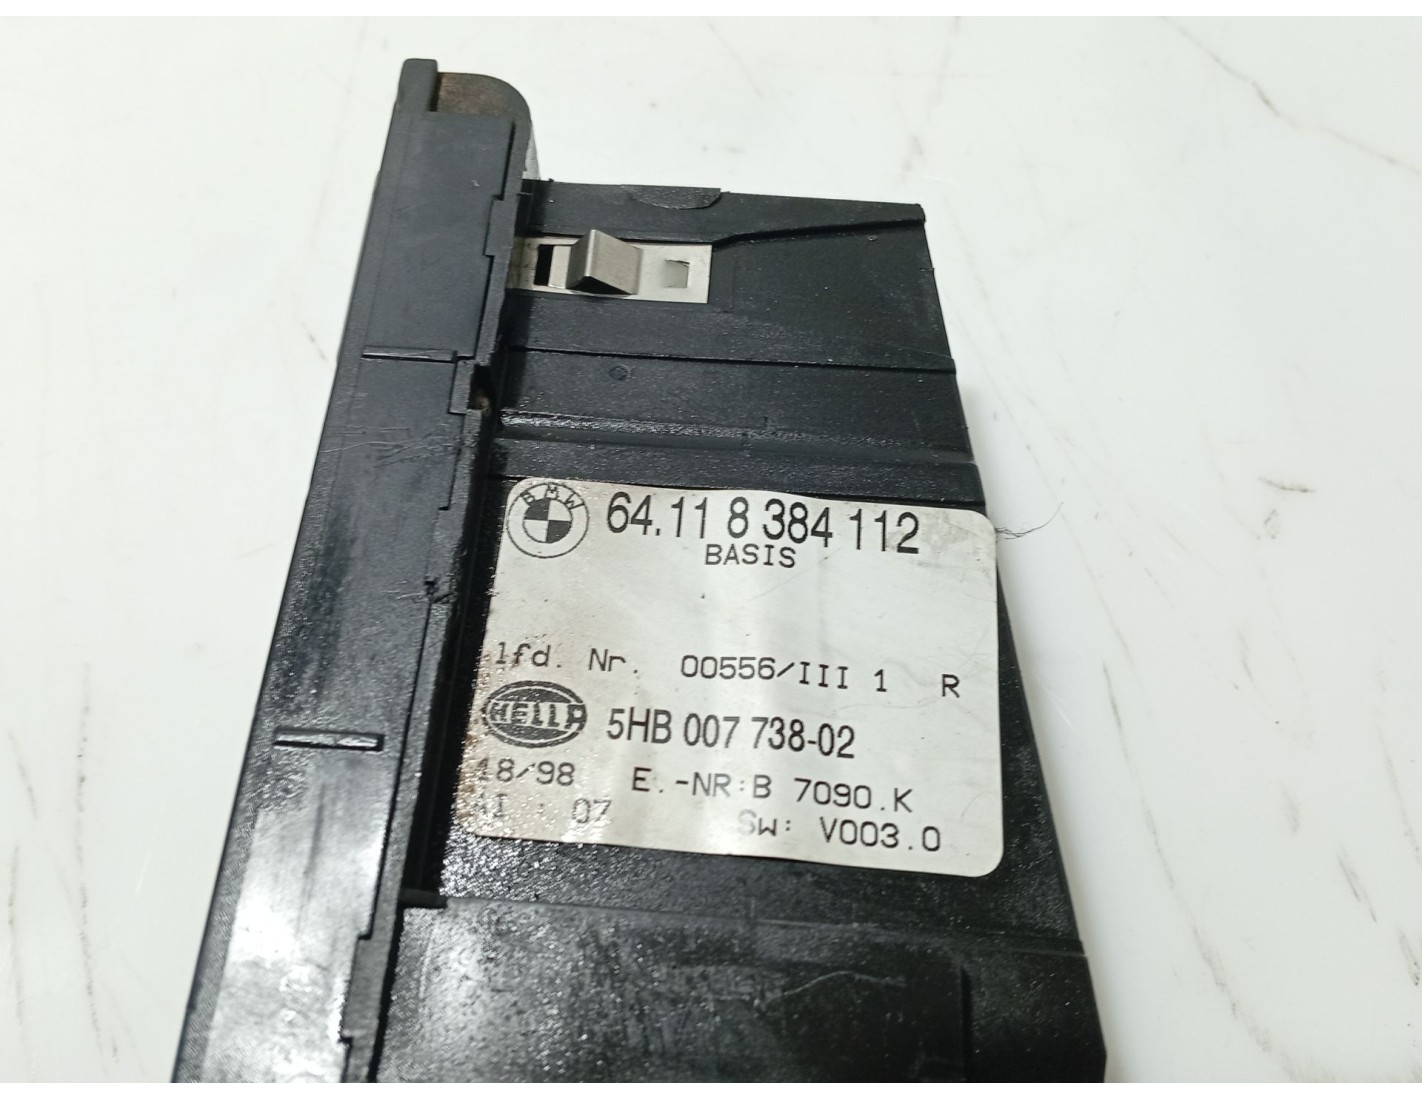 BMW 64.11 8 384 112
BASIS
lfd. Nr. 00556/III 1 R
HELLA 5HB 007 738-02
18/98 E.-NR:B 7090.K
: 07 SW: V003.0